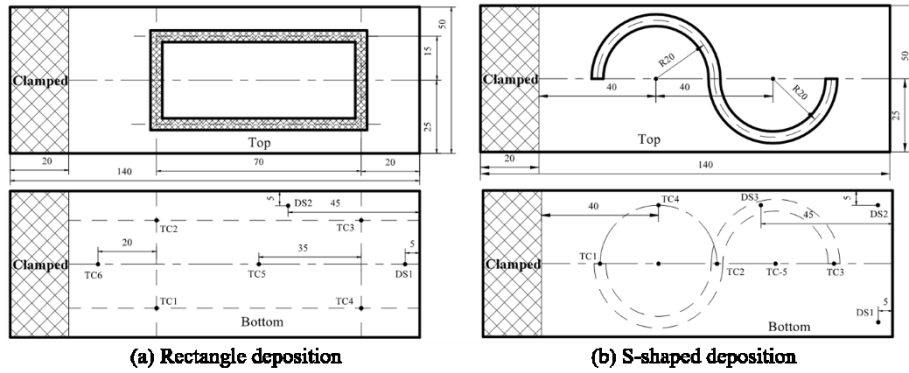 Clamped
Top
50
15
25
20
70
20
140
Clamped
R20
R20
40
40
Top
50
25
20
140
Clamped
DS2
5
45
TC2
TC3
20
35
5
TC6
TC5
DS1
TC1
TC4
Bottom
Clamped
40
TC4
DS3
5
DS2
45
TC1
TC2
TC-5
TC3
5
DS1
Bottom
(a) Rectangle deposition
(b) S-shaped deposition